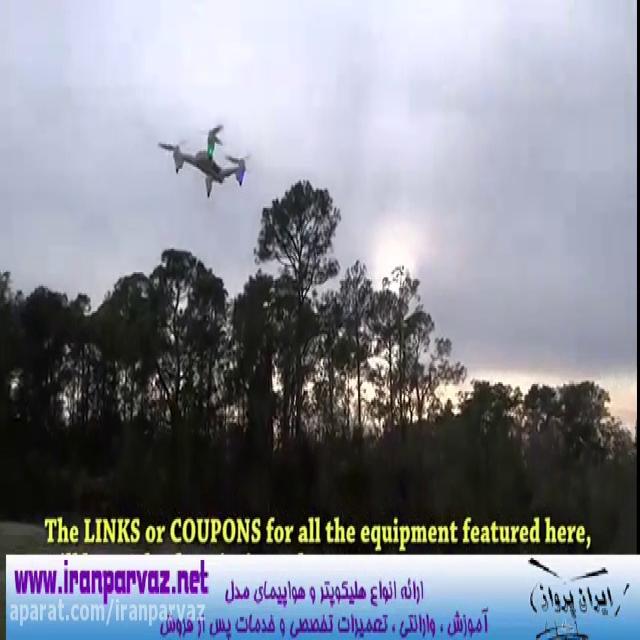 The LINKS or COUPONS for all the equipment featured here,
www.iranparvaz.net
ارائه انواع هلیکوپتر و هواپیمای مدل
ایران پرواز
aparat.com/iranparvaz
آموزش ، وارانتی ، تعمیرات تخصصی و خدمات پس از فروش